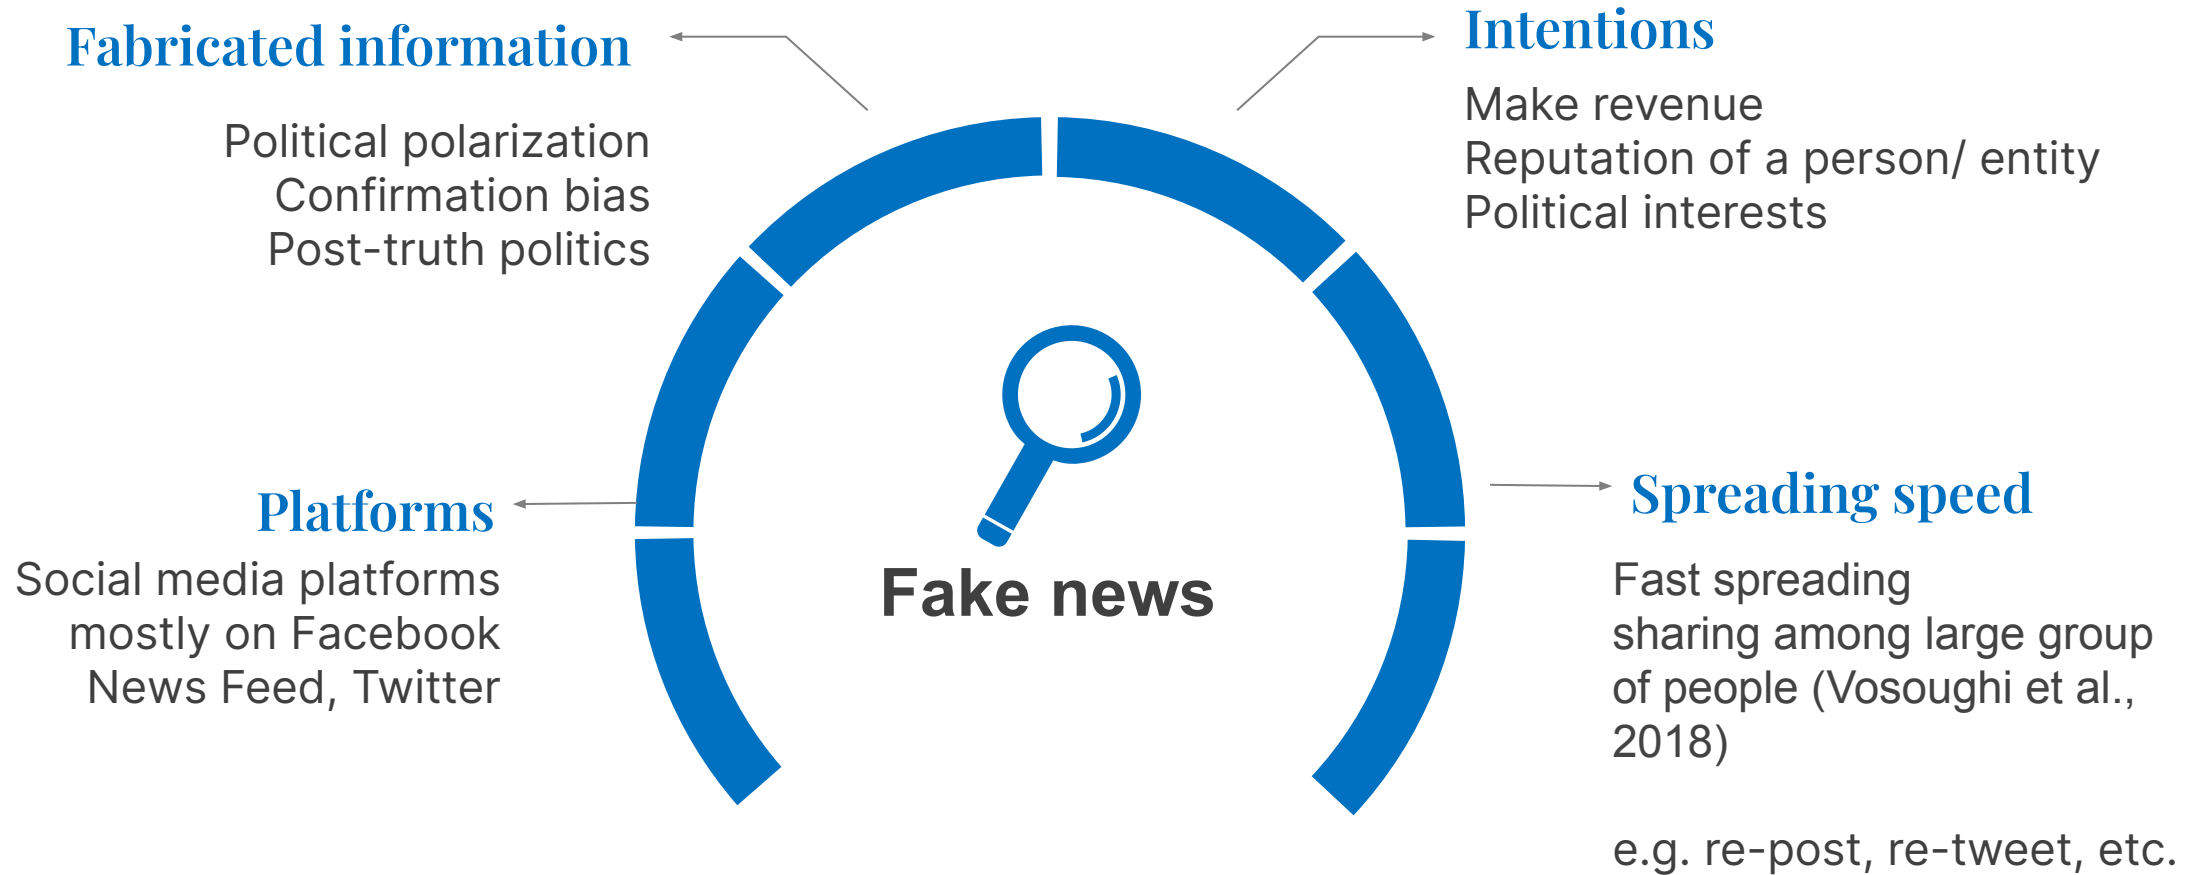 Fabricated information
Political polarization
Confirmation bias
Post-truth politics
Intentions
Make revenue
Reputation of a person/ entity
Political interests
Platforms
Social media platforms
mostly on Facebook
News Feed, Twitter
Fake news
Spreading speed
Fast spreading
sharing among large group
of people (Vosoughi et al.,
2018)
e.g. re-post, re-tweet, etc.